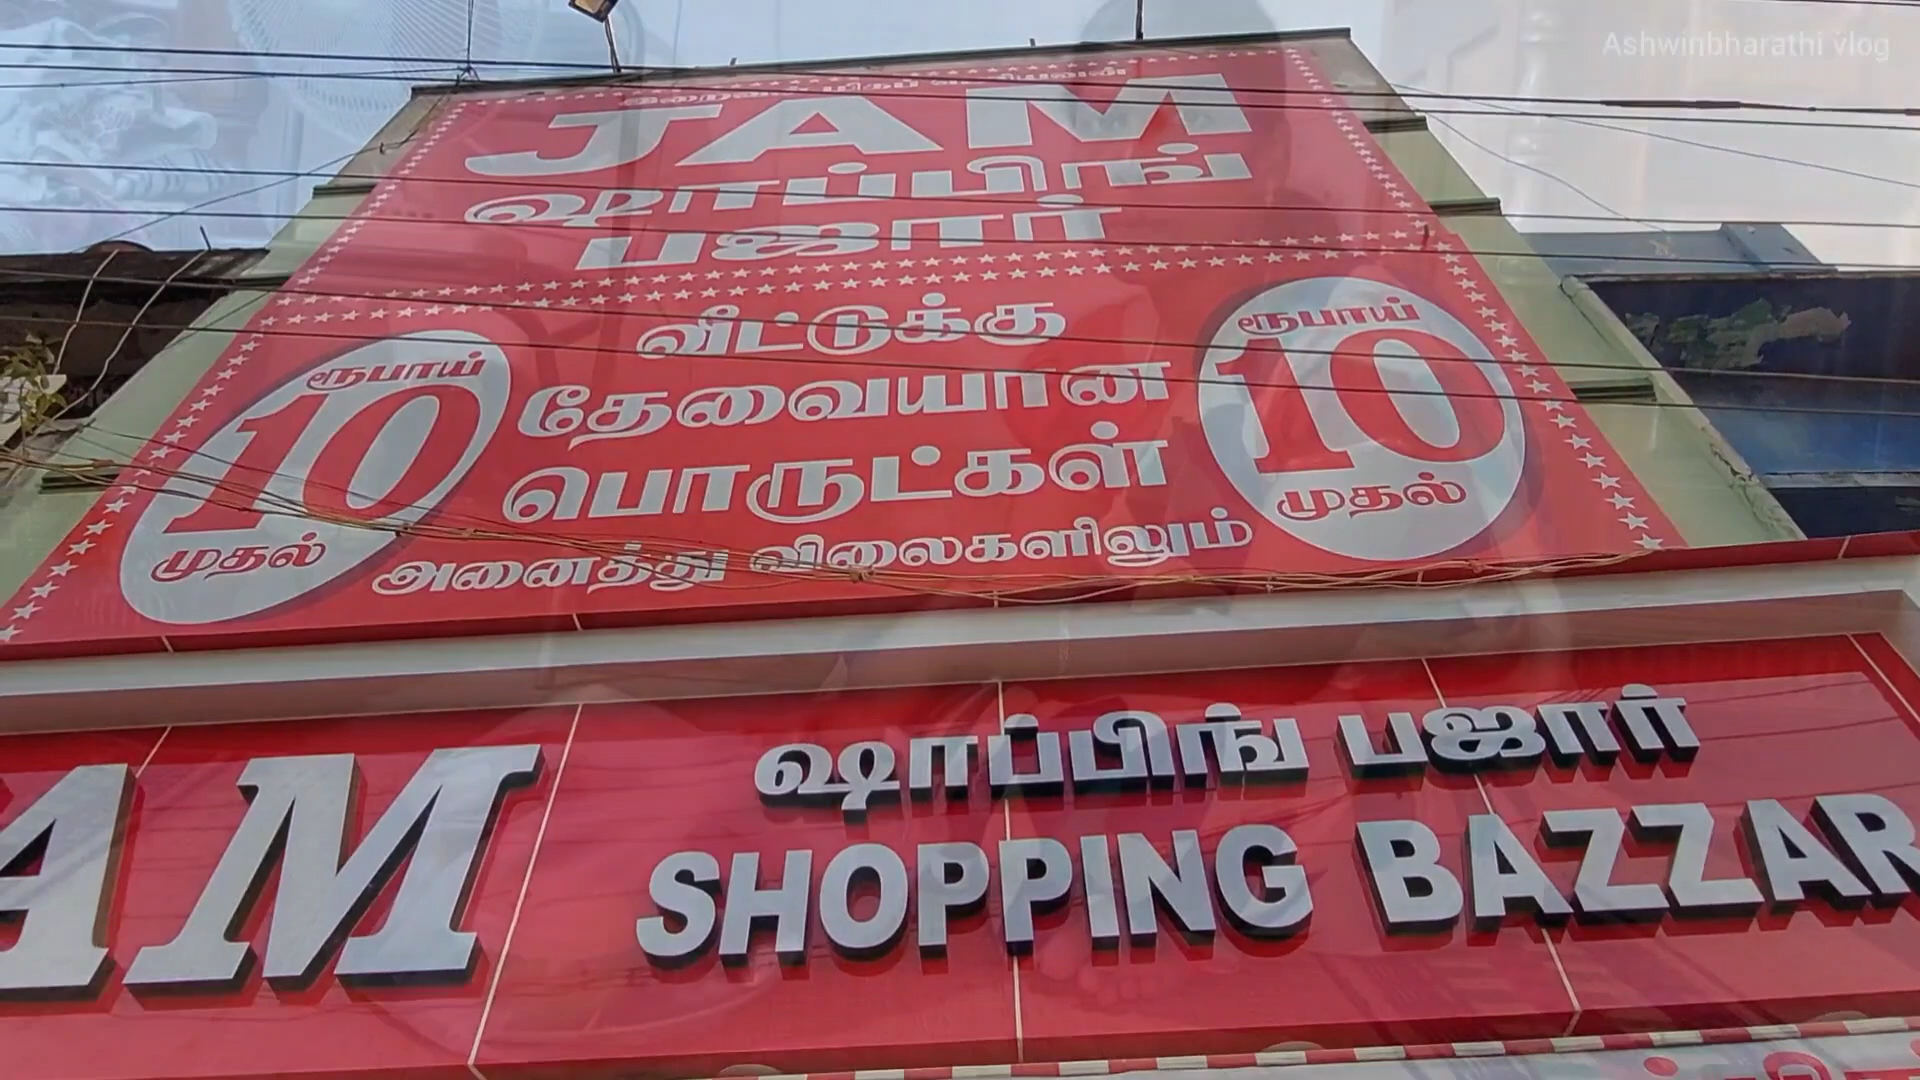 Ashwinbharathi vlog
JAM
ஷாப்பிங்
பஜார்
வீட்டுக்கு
தேவையான
பொருட்கள்
அனைத்து விலைகளிலும்
ரூபாய்
10
முதல்
ரூபாய்
10
முதல்
AM
ஷாப்பிங் பஜார்
SHOPPING BAZZAR